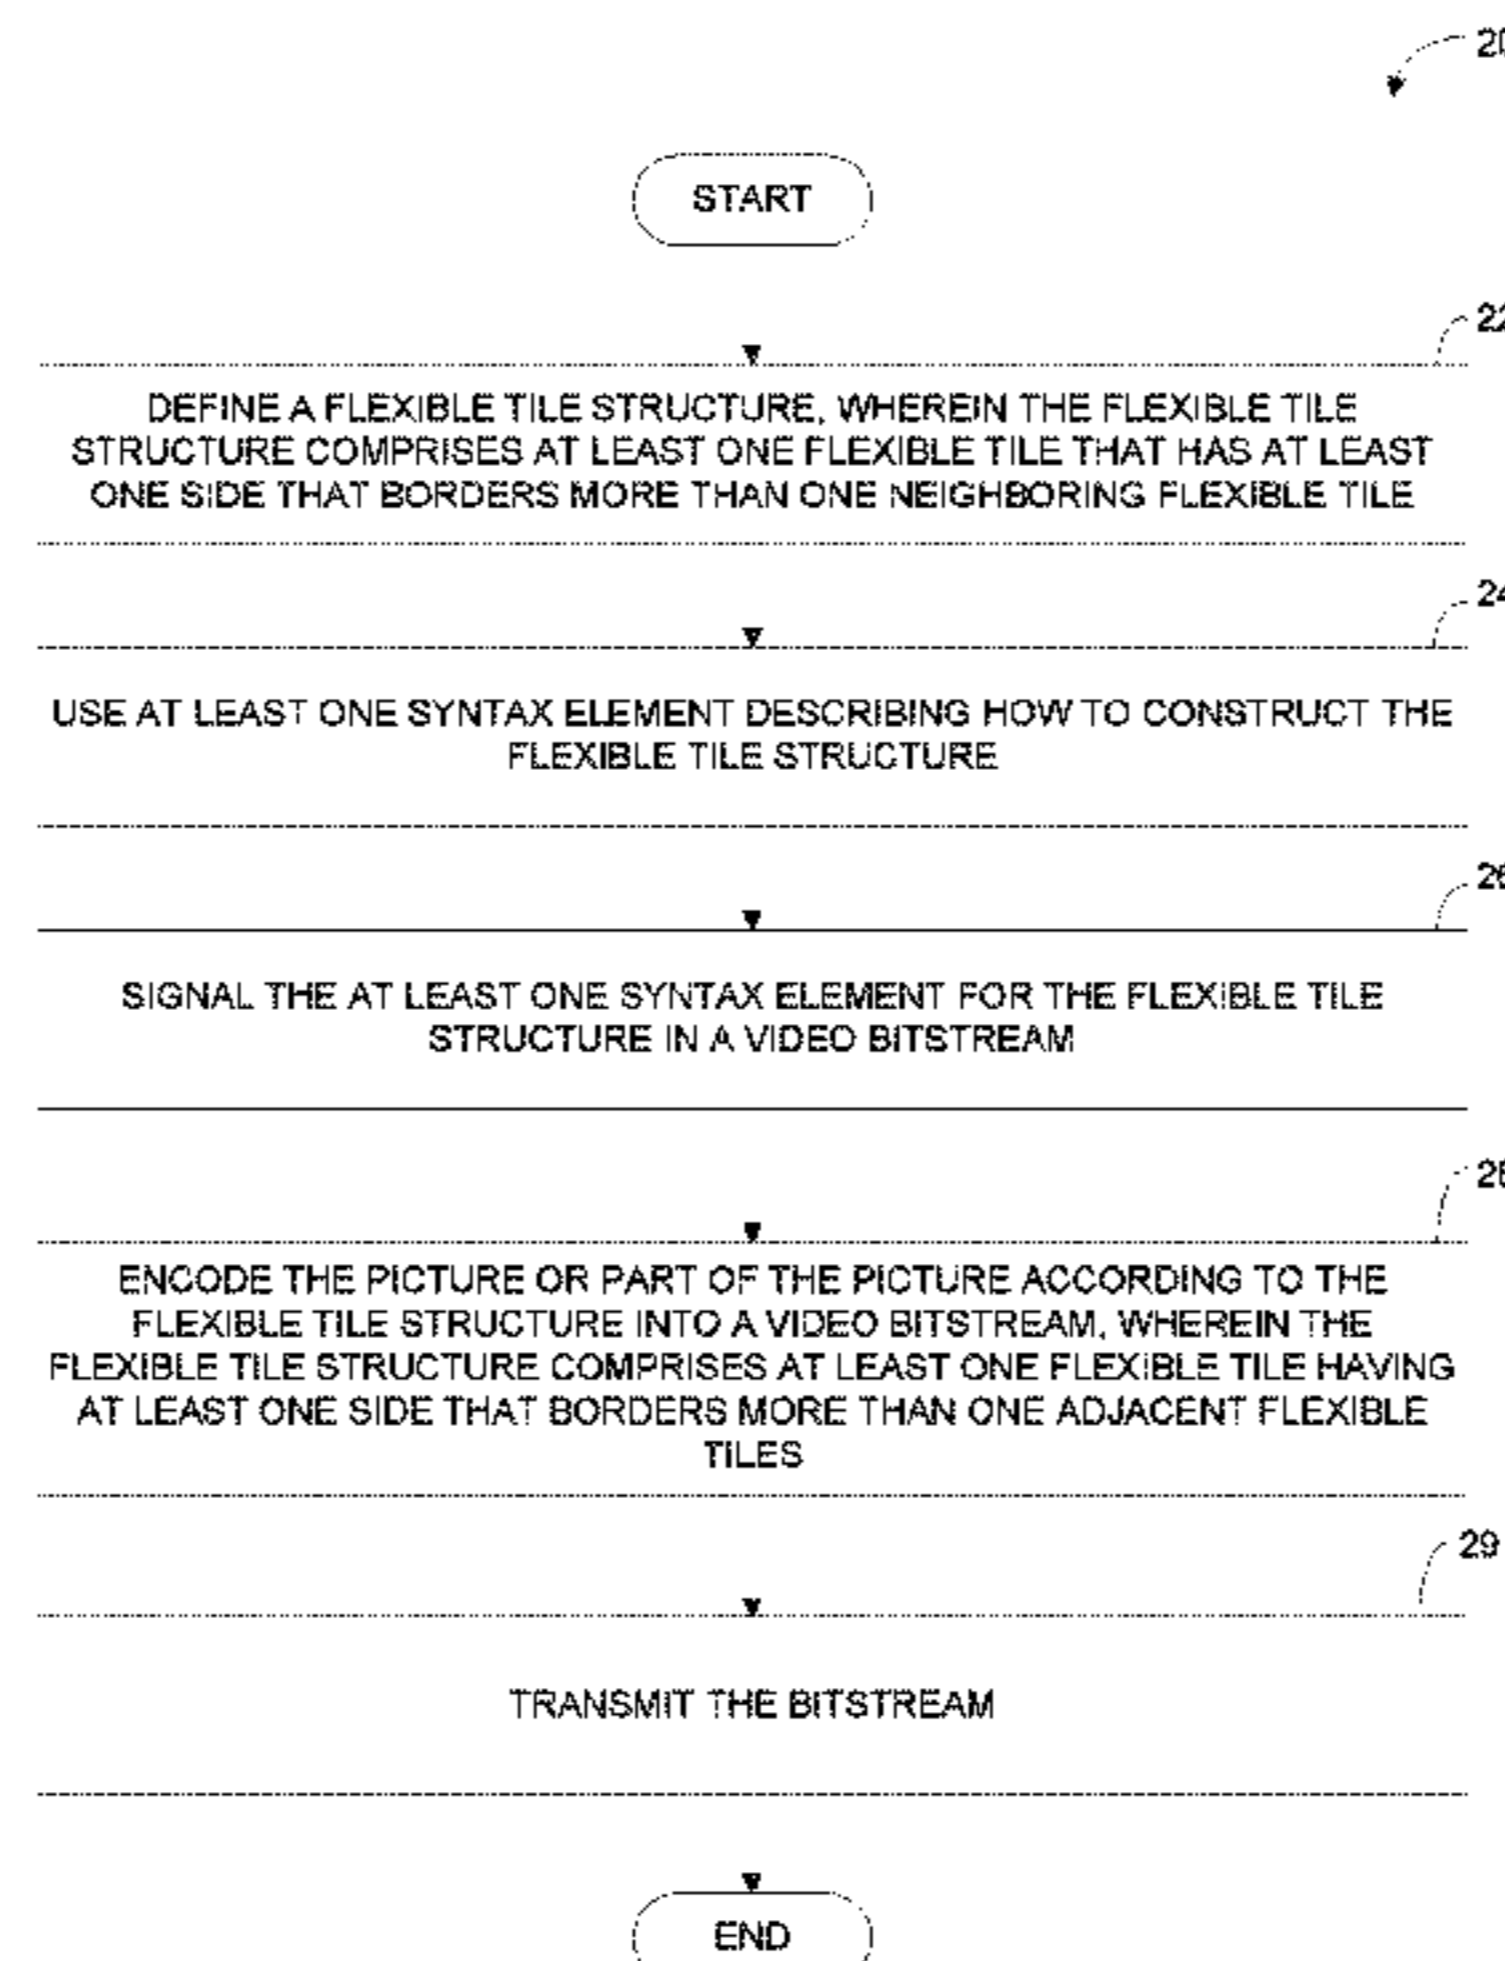 20
START
22
DEFINE A FLEXIBLE TILE STRUCTURE, WHEREIN THE FLEXIBLE TILE
STRUCTURE COMPRISES AT LEAST ONE FLEXIBLE TILE THAT HAS AT LEAST
ONE SIDE THAT BORDERS MORE THAN ONE NEIGHBORING FLEXIBLE TILE
24
USE AT LEAST ONE SYNTAX ELEMENT DESCRIBING HOW TO CONSTRUCT THE
FLEXIBLE TILE STRUCTURE
26
SIGNAL THE AT LEAST ONE SYNTAX ELEMENT FOR THE FLEXIBLE TILE
STRUCTURE IN A VIDEO BITSTREAM
28
ENCODE THE PICTURE OR PART OF THE PICTURE ACCORDING TO THE
FLEXIBLE TILE STRUCTURE INTO A VIDEO BITSTREAM, WHEREIN THE
FLEXIBLE TILE STRUCTURE COMPRISES AT LEAST ONE FLEXIBLE TILE HAVING
AT LEAST ONE SIDE THAT BORDERS MORE THAN ONE ADJACENT FLEXIBLE
TILES
29
TRANSMIT THE BITSTREAM
END